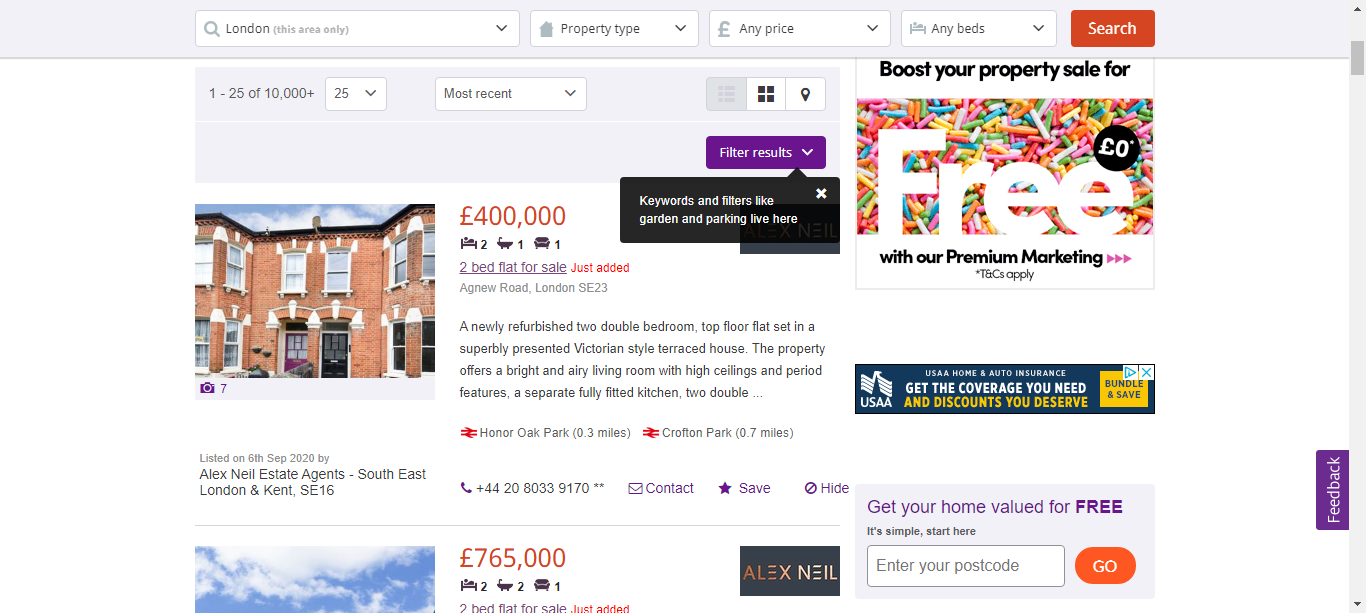 London (this area only)
Property type
Any price
Any beds
Search
1 - 25 of 10,000+
25
Most recent
Filter results
Keywords and filters like
garden and parking live here
£400,000
2 1 1
2 bed flat for sale Just added
Agnew Road, London SE23
ALEX NEIL
A newly refurbished two double bedroom, top floor flat set in a
superbly presented Victorian style terraced house. The property
offers a bright and airy living room with high ceilings and period
features, a separate fully fitted kitchen, two double ...
7
Honor Oak Park (0.3 miles) Crofton Park (0.7 miles)
Listed on 6th Sep 2020 by
Alex Neil Estate Agents - South East
London & Kent, SE16
+44 20 8033 9170 ** Contact Save Hide
£765,000
2 2 1
2 bed flat for sale Just added
ALEX NEIL
Boost your property sale for
£0*
Free
with our Premium Marketing
*T&Cs apply
USAA HOME & AUTO INSURANCE
GET THE COVERAGE YOU NEED
AND DISCOUNTS YOU DESERVE
USAA
BUNDLE
& SAVE
Get your home valued for FREE
It's simple, start here
Enter your postcode
GO
Feedback